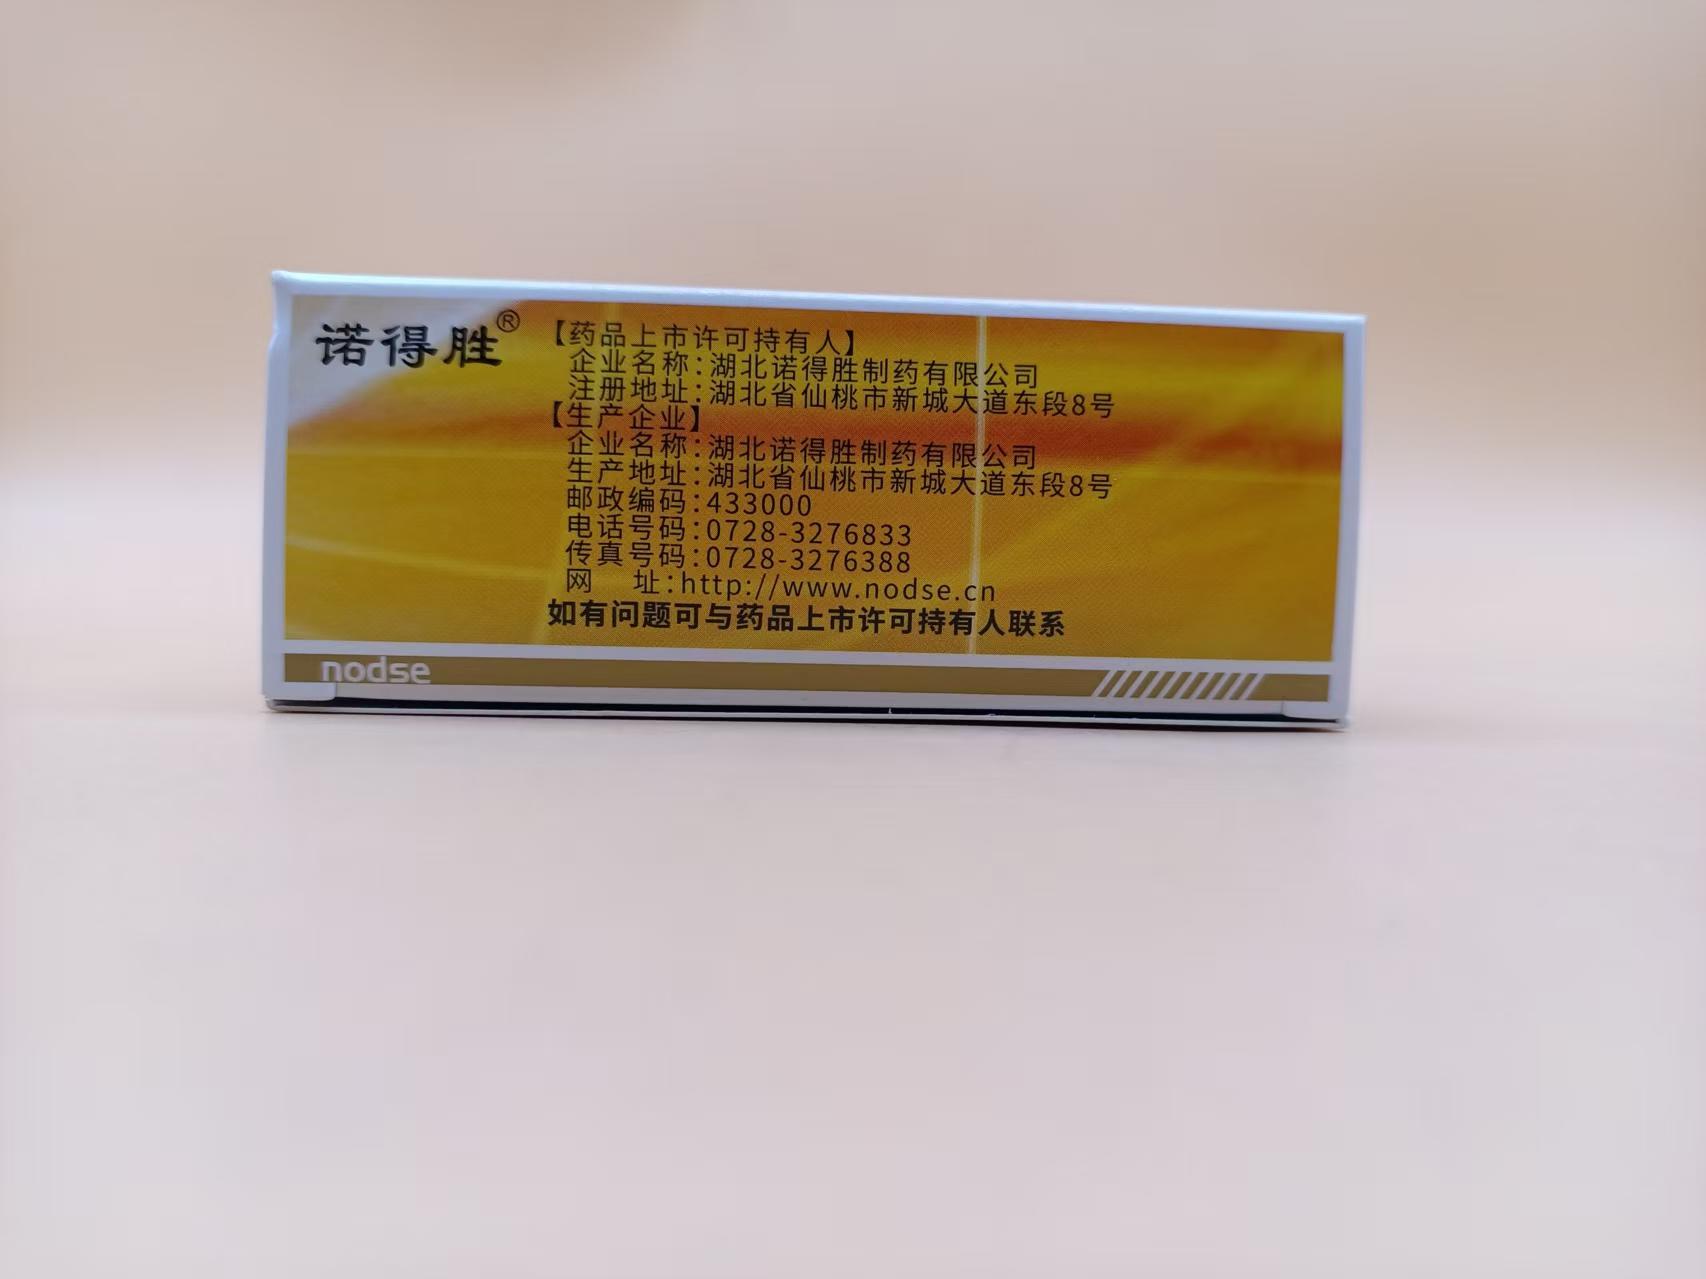 诺得胜®
【药品上市许可持有人】
企业名称:湖北诺得胜制药有限公司
注册地址:湖北省仙桃市新城大道东段8号
【生产企业】
企业名称:湖北诺得胜制药有限公司
生产地址:湖北省仙桃市新城大道东段8号
邮政编码:433000
电话号码:0728-3276833
传真号码:0728-3276388
网 址:http://www.nodse.cn
如有问题可与药品上市许可持有人联系
nodse